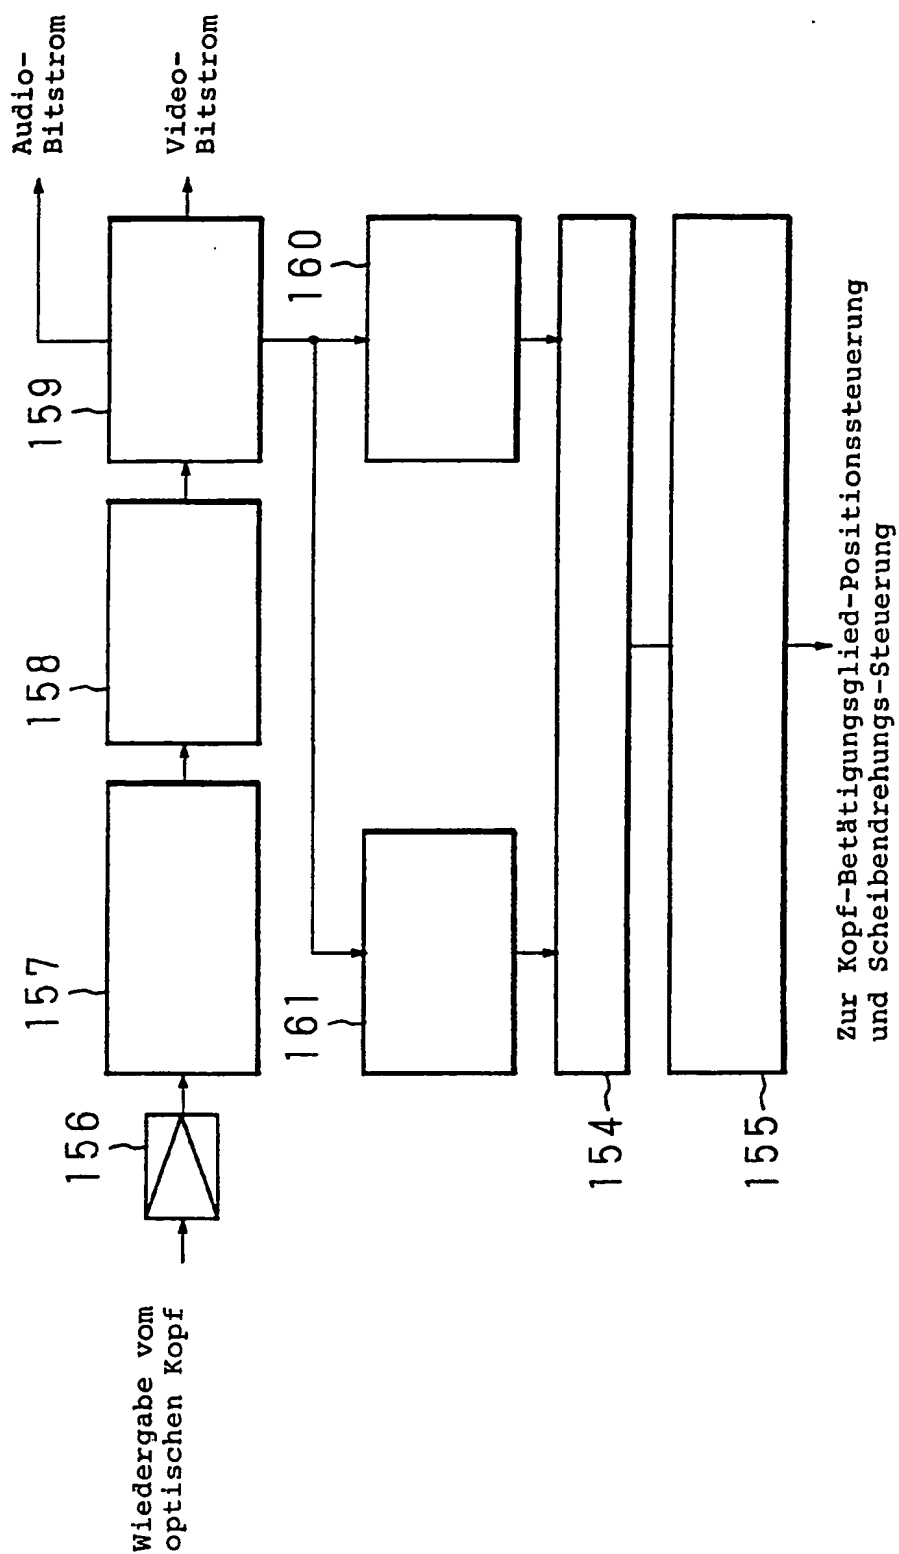 Audio-
Bitstrom
Video-
Bitstrom
159
160
158
157
161
156
154
155
Wiedergabe vom
optischen Kopf
Zur Kopf-Betätigungsglied-Positionssteuerung
und Scheibendrehungs-Steuerung